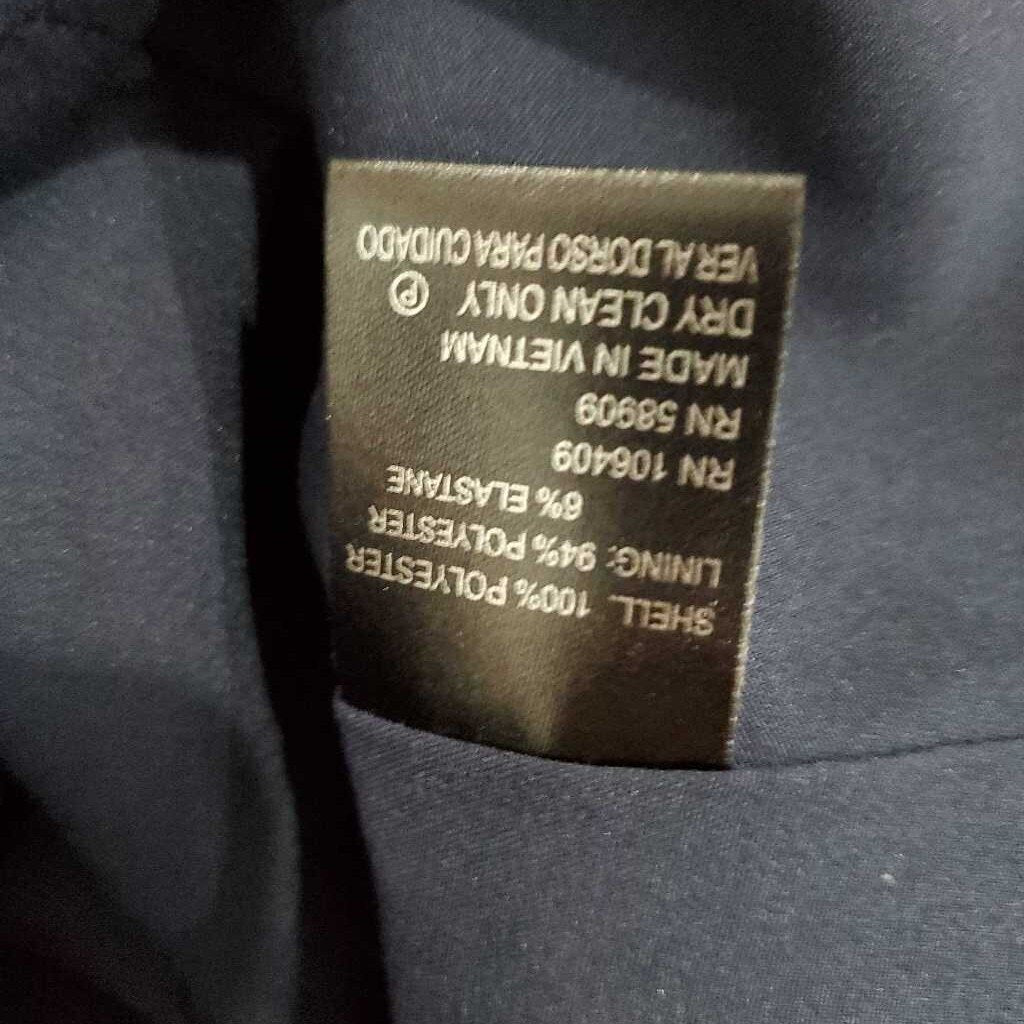 SHELL. 100% POLYESTER
LINING: 94% POLYESTER
6% ELASTANE
RN 106409
RN 58909
MADE IN VIETNAM
DRY CLEAN ONLY Ⓟ
VER AL DORSO PARA CUIDADO